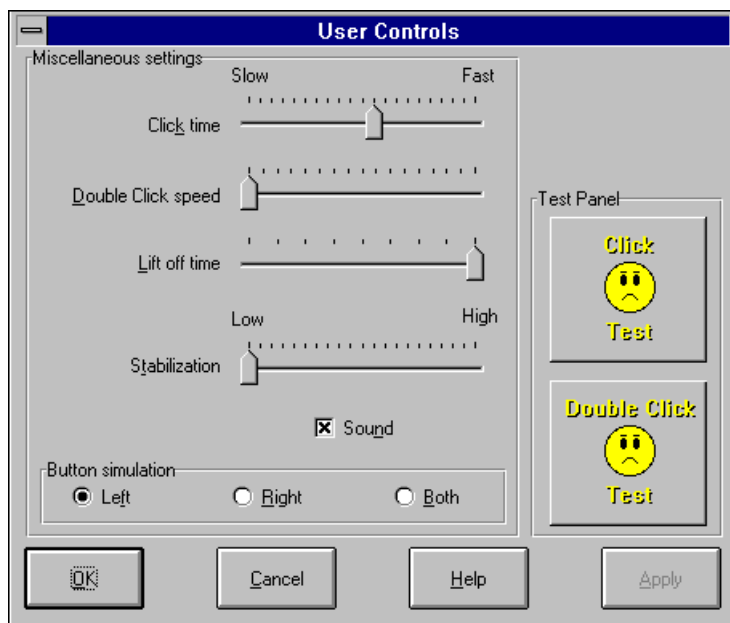 User Controls
Miscellaneous settings
Slow Fast
Click time
Double Click speed
Lift off time
Low High
Stabilization
Sound
Button simulation
Left Right Both
Test Panel
Click
Test
Double Click
Test
OK Cancel Help Apply